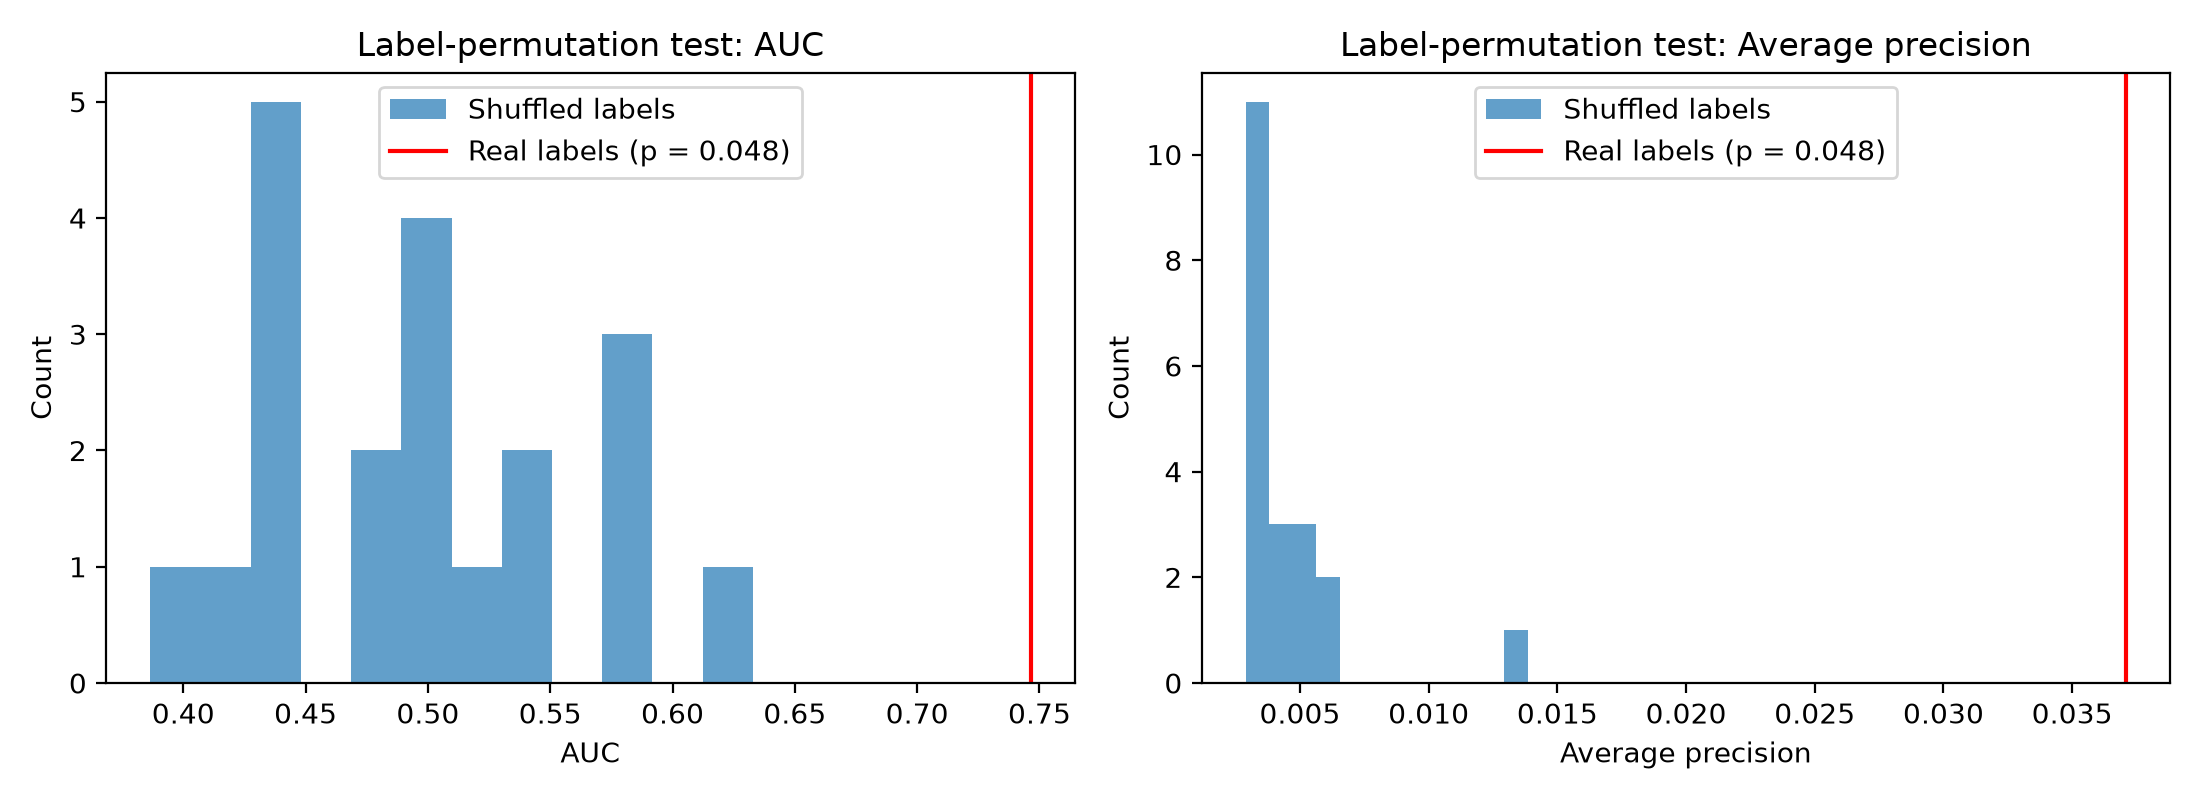 Label-permutation test: AUC
Shuffled labels
Real labels (p = 0.048)
5
4
3
2
1
0
Count
0.40 0.45 0.50 0.55 0.60 0.65 0.70 0.75
AUC
Label-permutation test: Average precision
Shuffled labels
Real labels (p = 0.048)
10
8
6
4
2
0
Count
0.005 0.010 0.015 0.020 0.025 0.030 0.035
Average precision